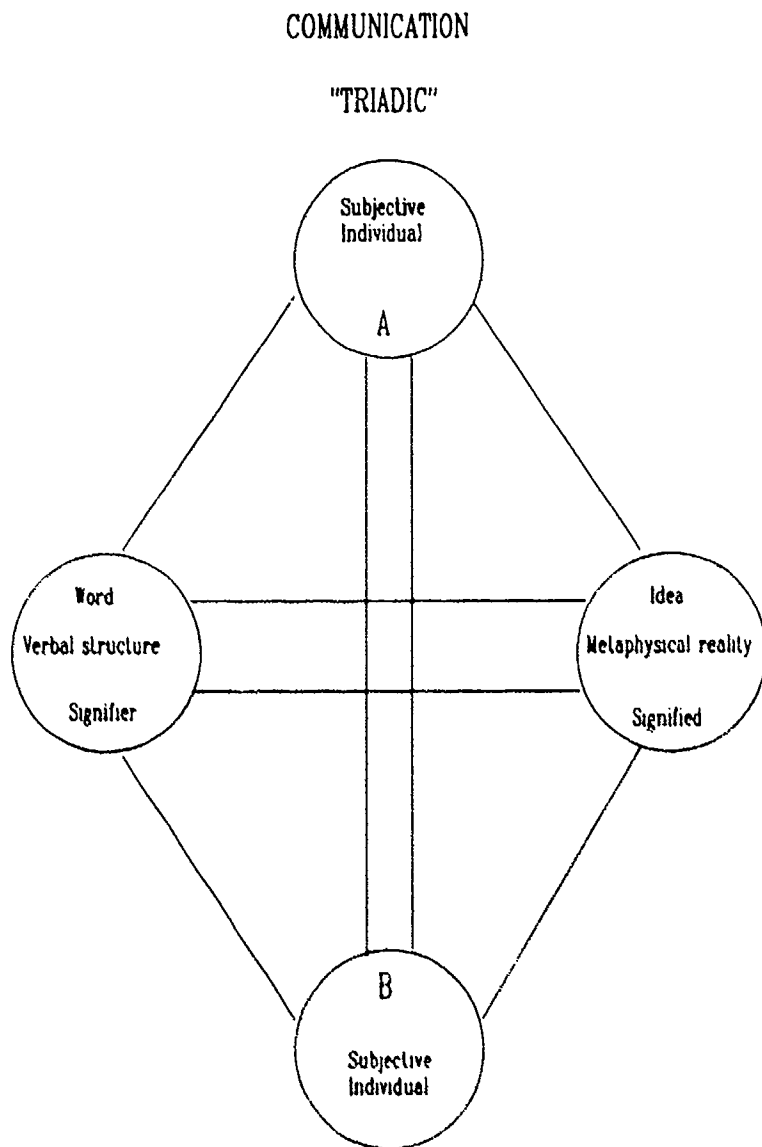 COMMUNICATION
"TRIADIC"
Subjective
Individual
A
Word
Verbal structure
Signifier
Idea
Metaphysical reality
Signified
B
Subjective
Individual